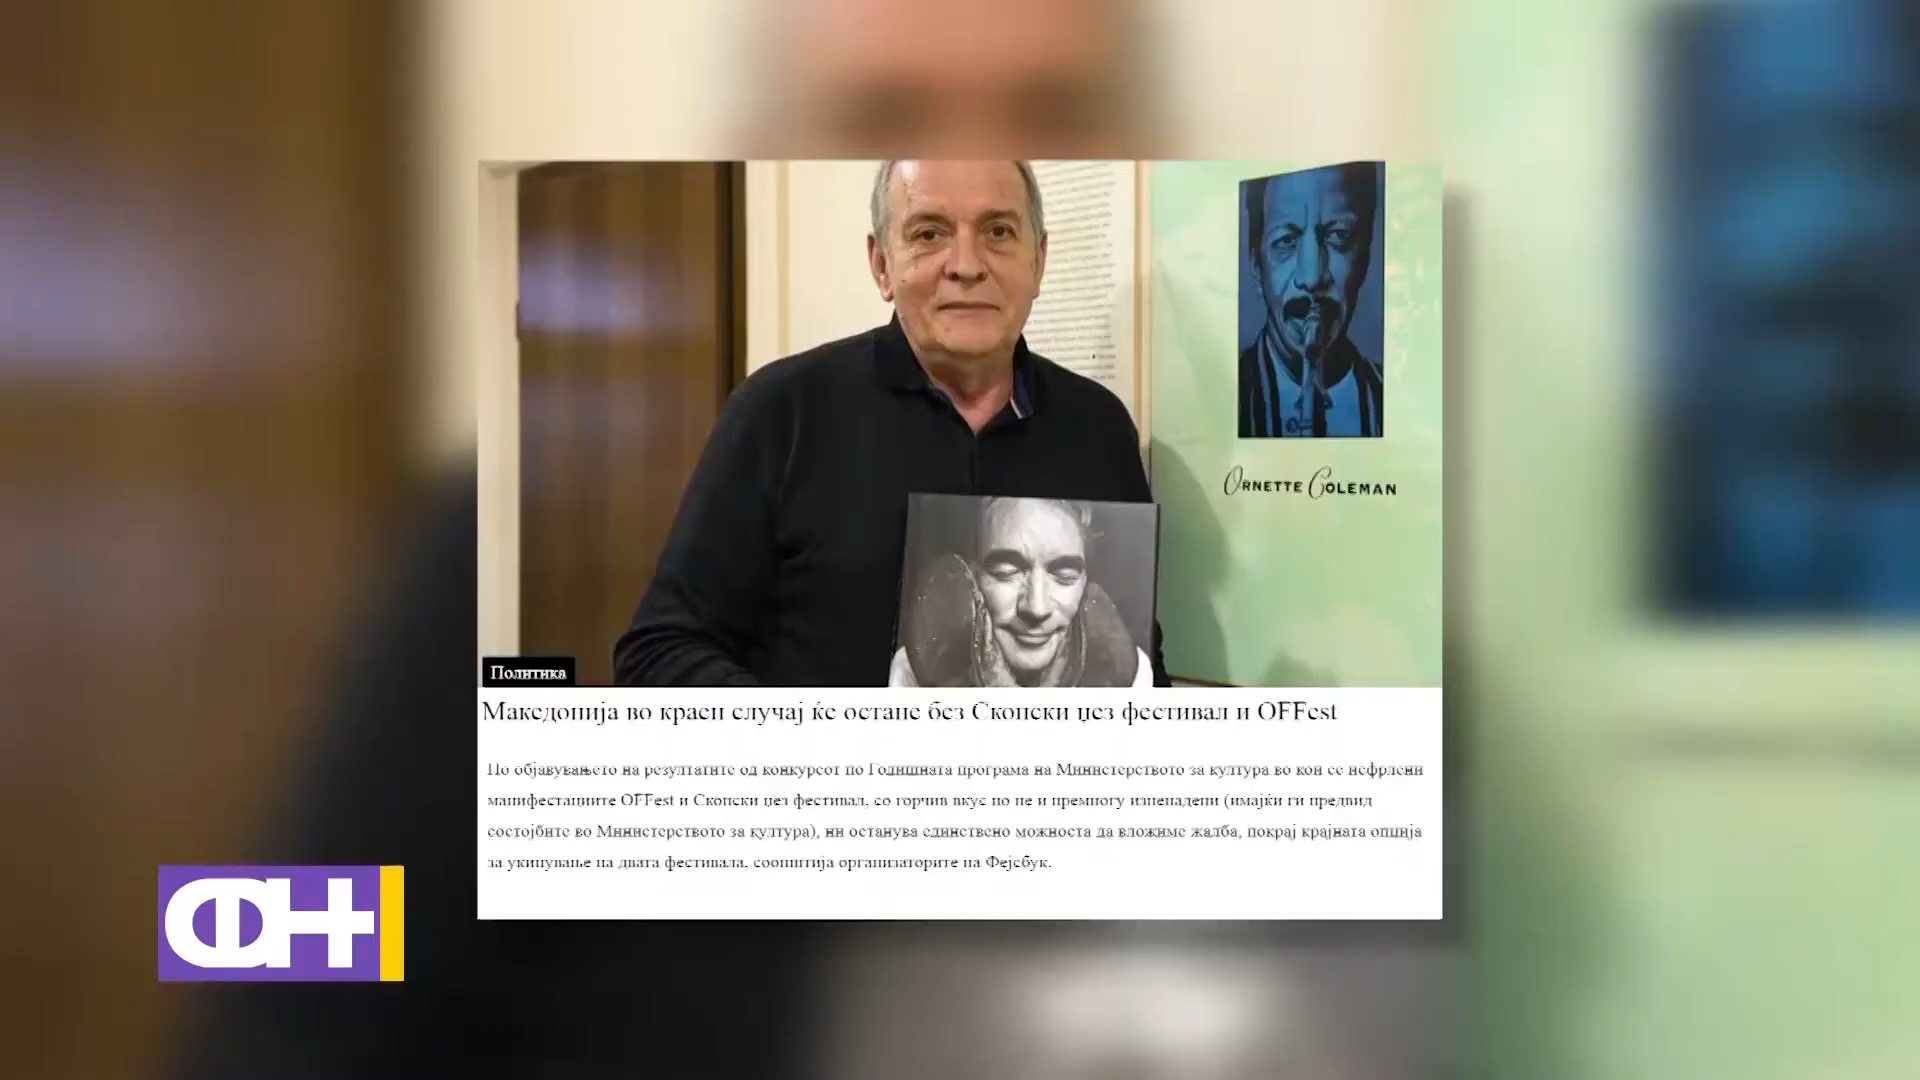 ORNETTE COLEMAN
Политика
Македонија во краен случај ќе остане без Скопски џез фестивал и OFFest
По објавувањето на резултатите од конкурсот по Годишната програма на Министерството за култура во кои се исфрлени
манифестациите OFFest и Скопски џез фестивал, со горчив вкус но не и премногу изненадени (имајќи ги предвид
состојбите во Министерството за култура), ни останува единствено можноста да вложиме жалба, покрај крајната опција
за укинување на двата фестивала, соопштија организаторите на Фејсбук.
ФН+